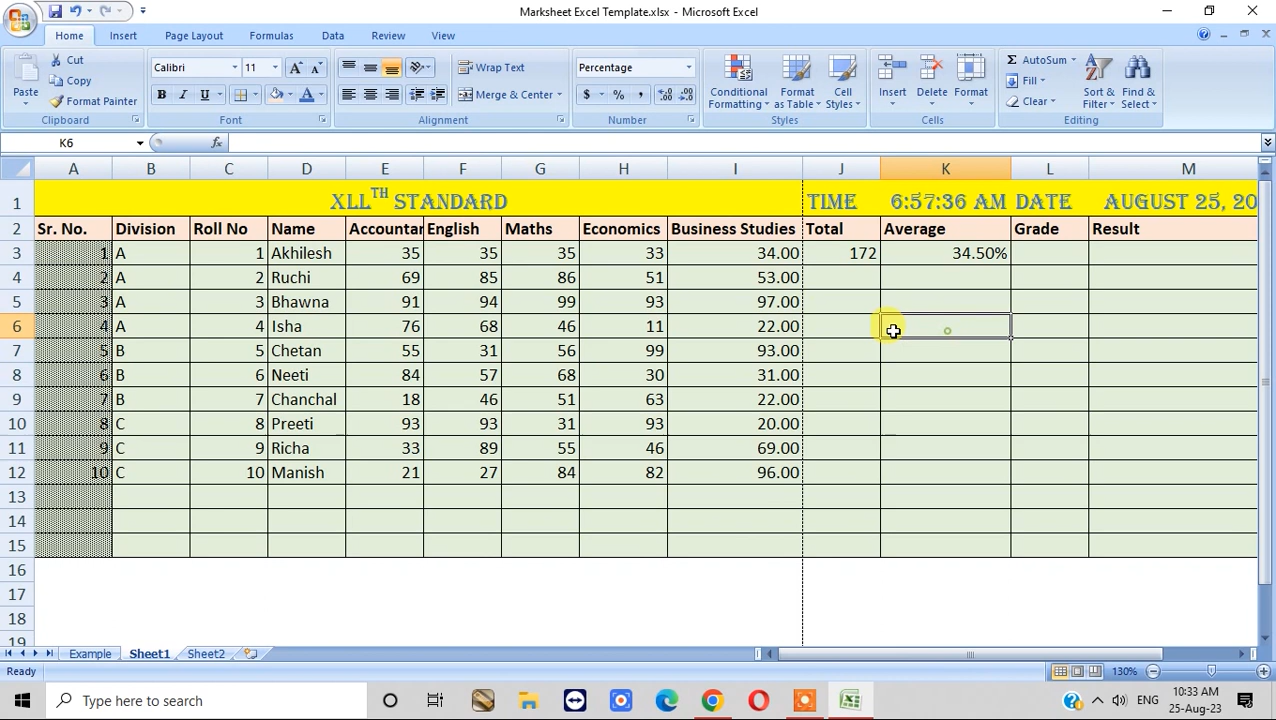 Marksheet Excel Template.xlsx - Microsoft Excel
Home Insert Page Layout Formulas Data Review View
Cut
Copy
Format Painter
Paste
Clipboard
Calibri 11
B I U
Font
Wrap Text
Merge & Center
Alignment
Percentage
$ % ,
Number
Conditional Formatting
Format as Table
Cell Styles
Styles
Insert Delete Format
Cells
AutoSum
Fill
Clear
Sort & Filter
Find & Select
Editing
K6 fx
A B C D E F G H I J K L M
1 XLLTH STANDARD TIME 6:57:36 AM DATE AUGUST 25, 20
2 Sr. No. Division Roll No Name Accountan English Maths Economics Business Studies Total Average Grade Result
3 1 A 1 Akhilesh 35 35 35 33 34.00 172 34.50%
4 2 A 2 Ruchi 69 85 86 51 53.00
5 3 A 3 Bhawna 91 94 99 93 97.00
6 4 A 4 Isha 76 68 46 11 22.00
7 5 B 5 Chetan 55 31 56 99 93.00
8 6 B 6 Neeti 84 57 68 30 31.00
9 7 B 7 Chanchal 18 46 51 63 22.00
10 8 C 8 Preeti 93 93 31 93 20.00
11 9 C 9 Richa 33 89 55 46 69.00
12 10 C 10 Manish 21 27 84 82 96.00
13
14
15
16
17
18
19
Example Sheet1 Sheet2
Ready 130%
Type here to search ENG 10:33 AM
25-Aug-23